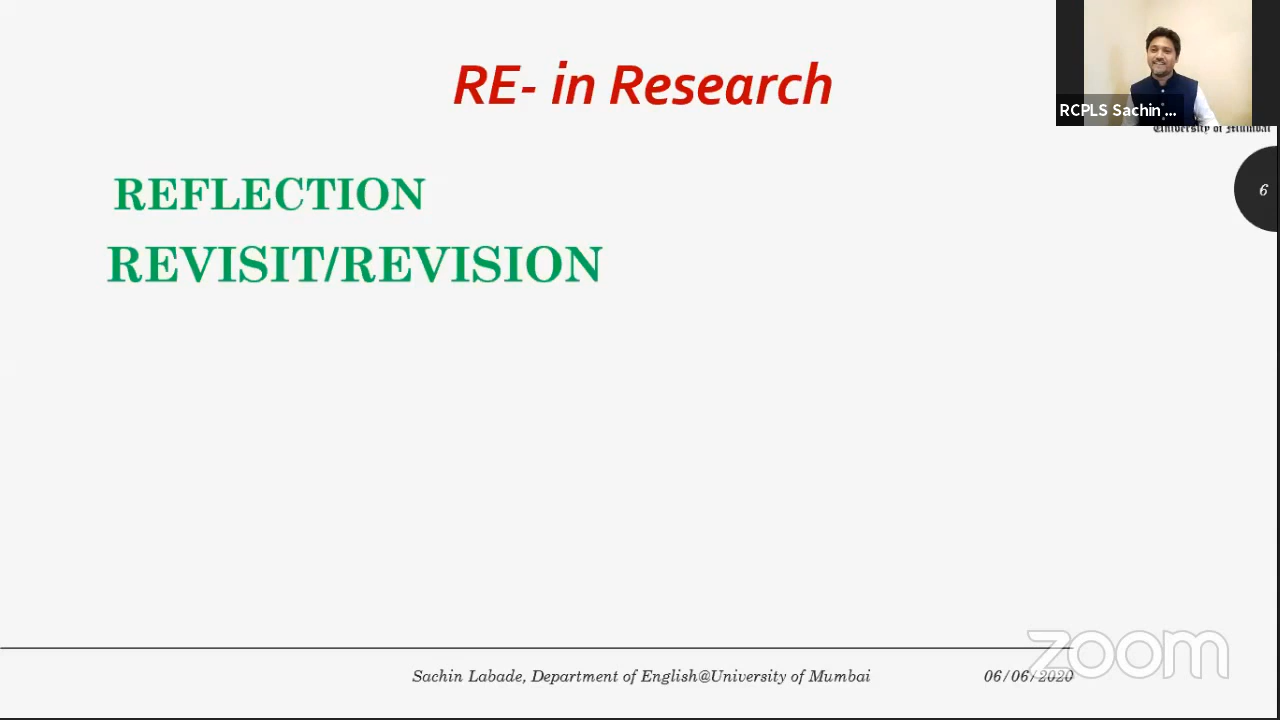 RE- in Research
RCPLS Sachin ...
University of Mumbai
6
REFLECTION
REVISIT/REVISION
zoom
Sachin Labade, Department of English@University of Mumbai
06/06/2020